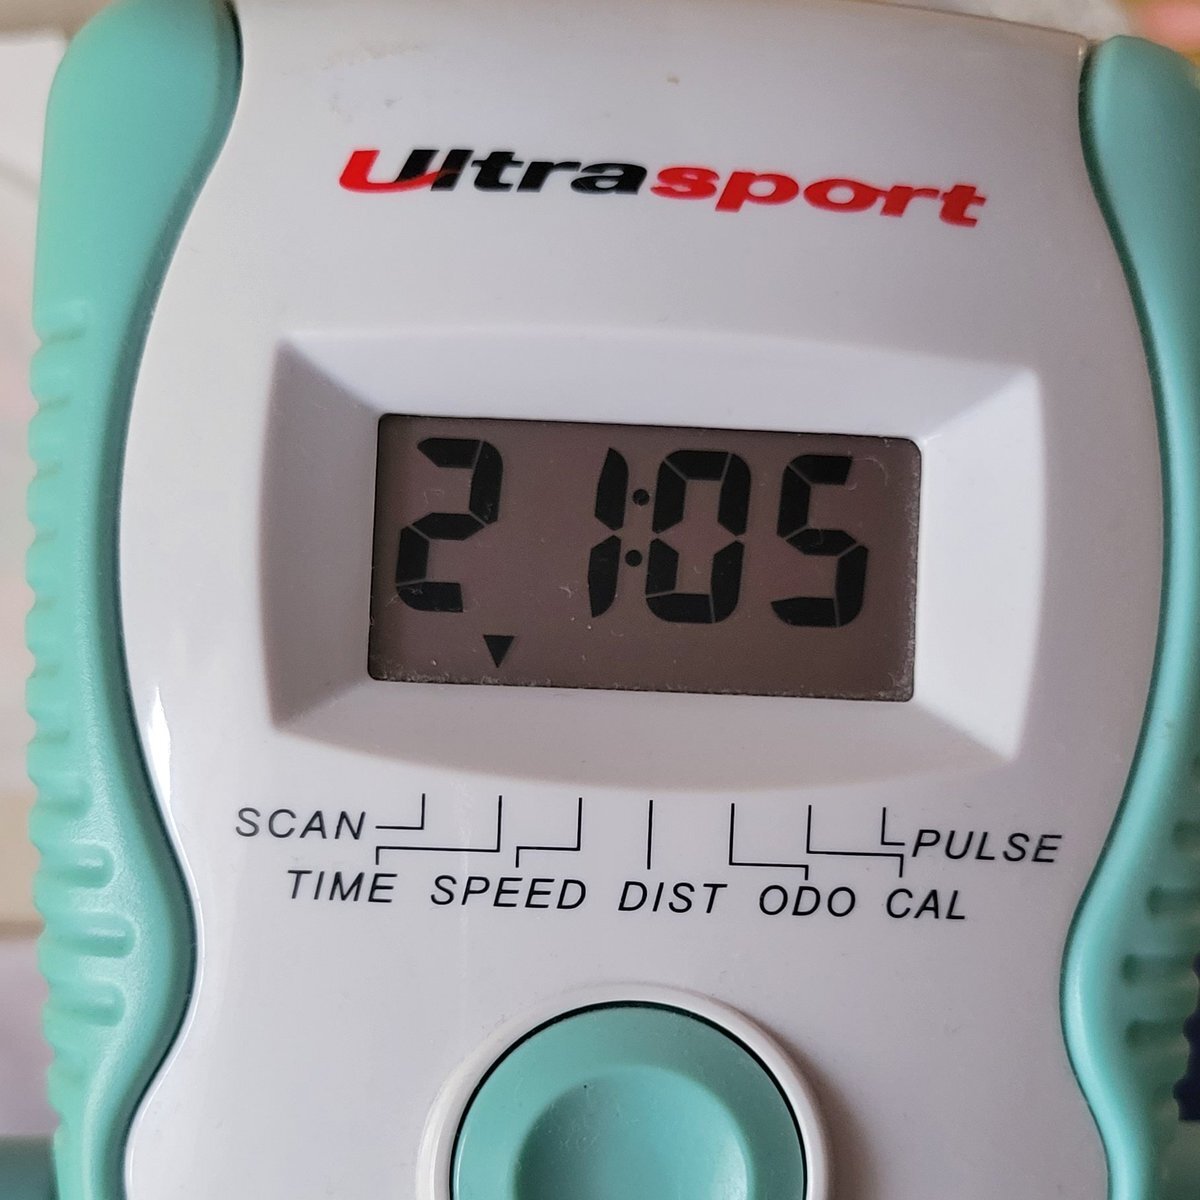 Ultrasport
21:05
SCAN PULSE
TIME SPEED DIST ODO CAL